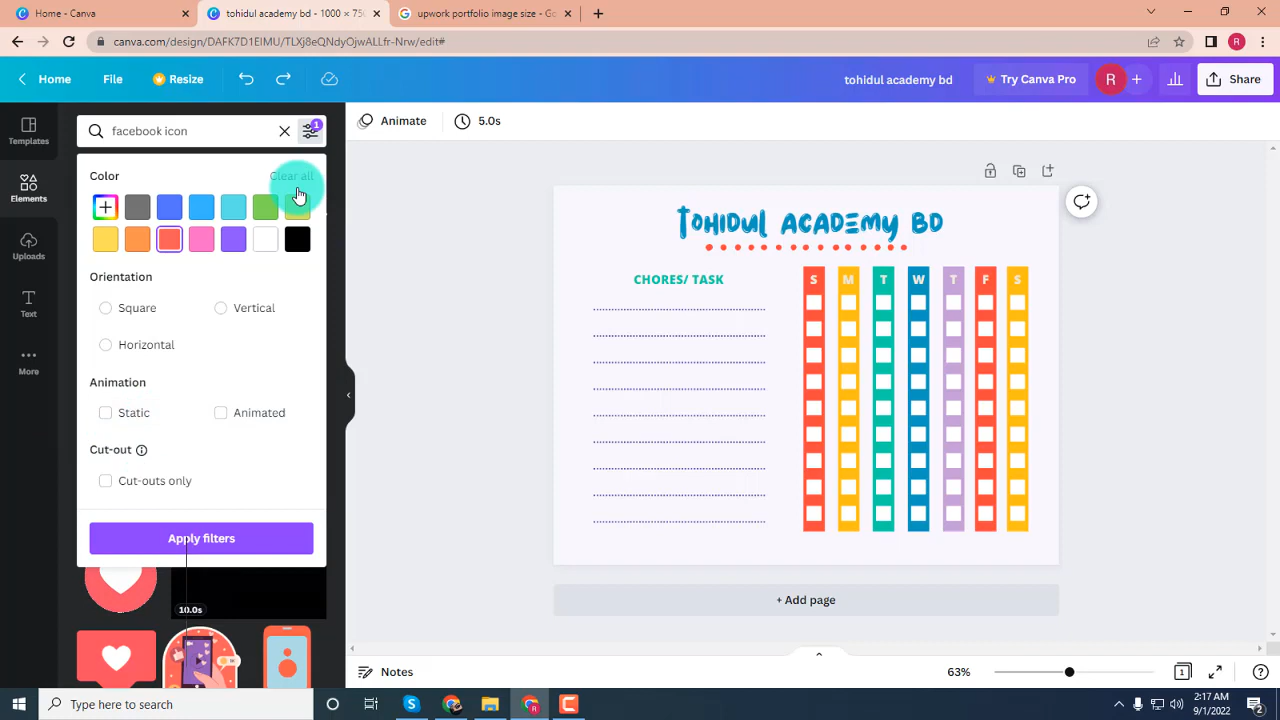 Home - Canva
tohidul academy bd - 1000 × 750
upwork portfolio image size - Go
canva.com/design/DAFK7D1EIMU/TLXj8eQNdyOjwALLfr-Nrw/edit#
R
Home
File
Resize
tohidul academy bd
Try Canva Pro
R
Share
Templates
Elements
Uploads
Text
More
facebook icon
1
Animate
5.0s
Color
Clear all
Orientation
Square
Vertical
Horizontal
Animation
Static
Animated
Cut-out
Cut-outs only
Apply filters
10.0s
TOHIDUL ACADEMY BD
CHORES/ TASK
S M T W T F S
+ Add page
Notes
63%
1
Type here to search
2:17 AM
9/1/2022
2